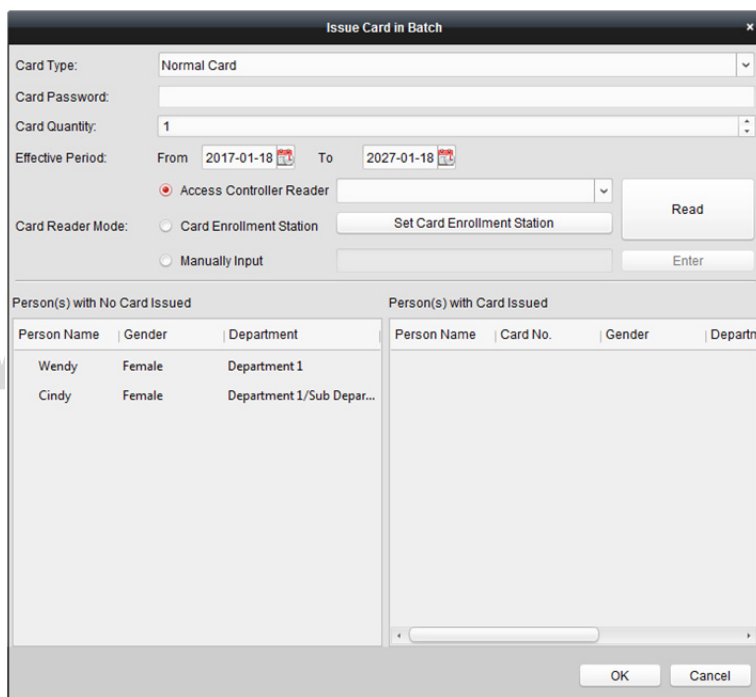 Issue Card in Batch ×
Card Type: Normal Card
Card Password:
Card Quantity: 1
Effective Period: From 2017-01-18 To 2027-01-18
Access Controller Reader
Read
Card Reader Mode: Card Enrollment Station Set Card Enrollment Station
Manually Input Enter
Person(s) with No Card Issued
Person Name Gender Department
Wendy Female Department 1
Cindy Female Department 1/Sub Depar...
Person(s) with Card Issued
Person Name Card No. Gender Departn
OK Cancel